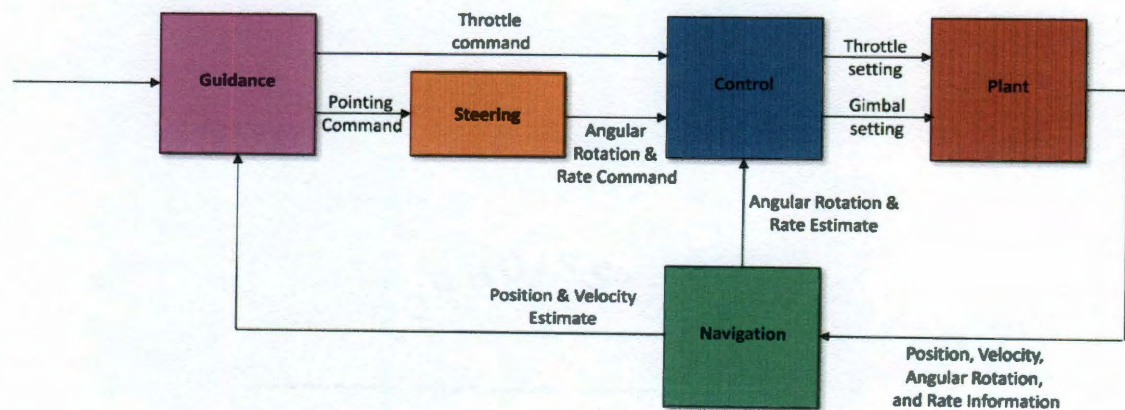 Throttle
command
Guidance
Pointing
Command
Steering
Angular
Rotation &
Rate Command
Control
Throttle
setting
Gimbal
setting
Plant
Angular Rotation &
Rate Estimate
Position & Velocity
Estimate
Navigation
Position, Velocity,
Angular Rotation,
and Rate Information